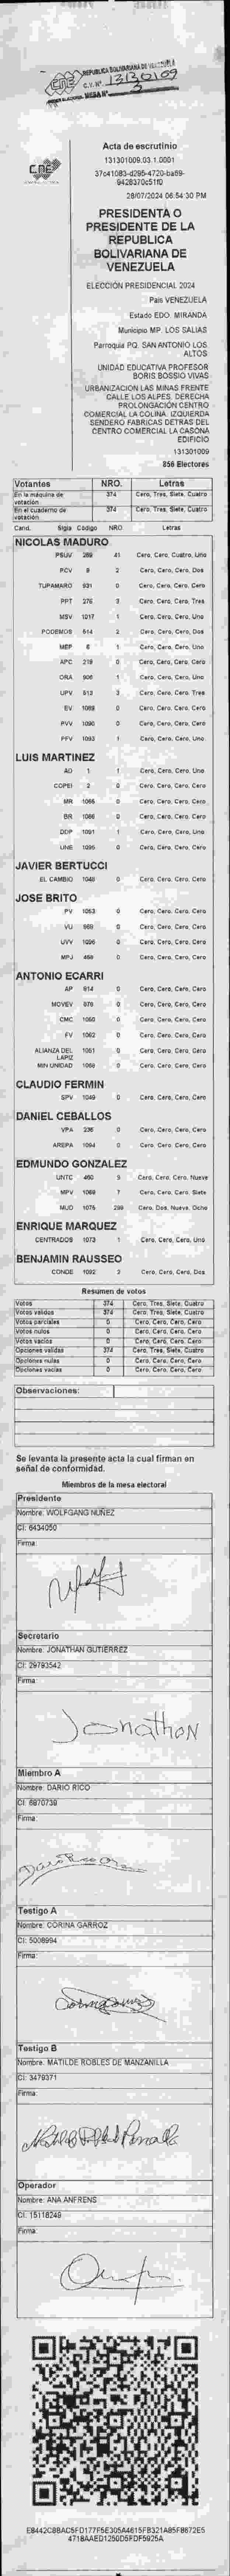 REPUBLICA BOLIVARIANA DE VENEZUELA
C.V. Nº 131301009
MESA Nº 3
CNE
Acta de escrutinio
131301009.03.1.0001
37c41083-d265-4720-ba69-
9426370c51f0
28/07/2024 06:54:30 PM
PRESIDENTA O
PRESIDENTE DE LA
REPUBLICA
BOLIVARIANA DE
VENEZUELA
ELECCIÓN PRESIDENCIAL 2024
Pais VENEZUELA
Estado EDO. MIRANDA
Municipio MP. LOS SALIAS
Parroquia PQ. SAN ANTONIO LOS
ALTOS
UNIDAD EDUCATIVA PROFESOR
BORIS BOSSIO VIVAS
URBANIZACION LAS MINAS FRENTE
CALLE LOS ALPES. DERECHA
PROLONGACIÓN CENTRO
COMERCIAL LA COLINA. IZQUIERDA
SENDERO FABRICAS DETRAS DEL
CENTRO COMERCIAL LA CASONA
EDIFICIO
131301009
856 Electores
Votantes NRO. Letras
En la máquina de votación 374 Cero, Tres, Siete, Cuatro
En el cuaderno de votación 374 Cero, Tres, Siete, Cuatro
Cand. Sigla Código NRO Letras
NICOLAS MADURO
PSUV 269 41 Cero, Cero, Cuatro, Uno
PCV 8 2 Cero, Cero, Cero, Dos
TUPAMARO 931 0 Cero, Cero, Cero, Cero
PPT 276 3 Cero, Cero, Cero, Tres
MSV 1217 1 Cero, Cero, Cero, Uno
PODEMOS 514 2 Cero, Cero, Cero, Dos
MEP 6 1 Cero, Cero, Cero, Uno
APC 219 0 Cero, Cero, Cero, Cero
ORA 906 1 Cero, Cero, Cero, Uno
UPV 513 3 Cero, Cero, Cero, Tres
EV 1088 0 Cero, Cero, Cero, Cero
PVV 1090 0 Cero, Cero, Cero, Cero
PFV 1093 1 Cero, Cero, Cero, Uno
LUIS MARTINEZ
AD 1 1 Cero, Cero, Cero, Uno
COPEI 2 0 Cero, Cero, Cero, Cero
MR 1065 0 Cero, Cero, Cero, Cero
BR 1066 0 Cero, Cero, Cero, Cero
DDP 1091 1 Cero, Cero, Cero, Uno
UNE 1095 0 Cero, Cero, Cero, Cero
JAVIER BERTUCCI
EL CAMBIO 1048 0 Cero, Cero, Cero, Cero
JOSE BRITO
PV 1053 0 Cero, Cero, Cero, Cero
VU 969 0 Cero, Cero, Cero, Cero
UVV 1096 0 Cero, Cero, Cero, Cero
MPJ 450 0 Cero, Cero, Cero, Cero
ANTONIO ECARRI
AP 914 0 Cero, Cero, Cero, Cero
MOVEV 970 0 Cero, Cero, Cero, Cero
CMC 1060 0 Cero, Cero, Cero, Cero
FV 1062 0 Cero, Cero, Cero, Cero
ALIANZA DEL LAPIZ 1051 0 Cero, Cero, Cero, Cero
MIN UNIDAD 1059 0 Cero, Cero, Cero, Cero
CLAUDIO FERMIN
SPV 1049 0 Cero, Cero, Cero, Cero
DANIEL CEBALLOS
VPA 236 0 Cero, Cero, Cero, Cero
AREPA 1094 0 Cero, Cero, Cero, Cero
EDMUNDO GONZALEZ
UNTC 460 9 Cero, Cero, Cero, Nueve
MPV 1069 7 Cero, Cero, Cero, Siete
MUD 1075 298 Cero, Dos, Nueve, Ocho
ENRIQUE MARQUEZ
CENTRADOS 1073 1 Cero, Cero, Cero, Uno
BENJAMIN RAUSSEO
CONDE 1092 2 Cero, Cero, Cero, Dos
Resúmen de votos
Votos 374 Cero, Tres, Siete, Cuatro
Votos validos 374 Cero, Tres, Siete, Cuatro
Votos parciales 0 Cero, Cero, Cero, Cero
Votos nulos 0 Cero, Cero, Cero, Cero
Votos vacíos 0 Cero, Cero, Cero, Cero
Opciones validas 374 Cero, Tres, Siete, Cuatro
Opciones nulas 0 Cero, Cero, Cero, Cero
Opciones vacias 0 Cero, Cero, Cero, Cero
Observaciones:
Se levanta la presente acta la cual firman en
señal de conformidad.
Miembros de la mesa electoral
Presidente
Nombre: WOLFGANG NUÑEZ
CI: 6434050
Firma:
Secretario
Nombre: JONATHAN GUTIERREZ
CI: 29793542
Firma:
Jonathan
Miembro A
Nombre: DARIO RICO
CI: 6870739
Firma:
Testigo A
Nombre: CORINA GARROZ
CI: 5006994
Firma:
Testigo B
Nombre: MATILDE ROBLES DE MANZANILLA
CI: 3479371
Firma:
Operador
Nombre: ANA ANFRENS
CI: 15118249
Firma:
E8442C8BAC5FD177F5E305A4615FB321A85F8872E5
4718AAED1250D5FDF5925A